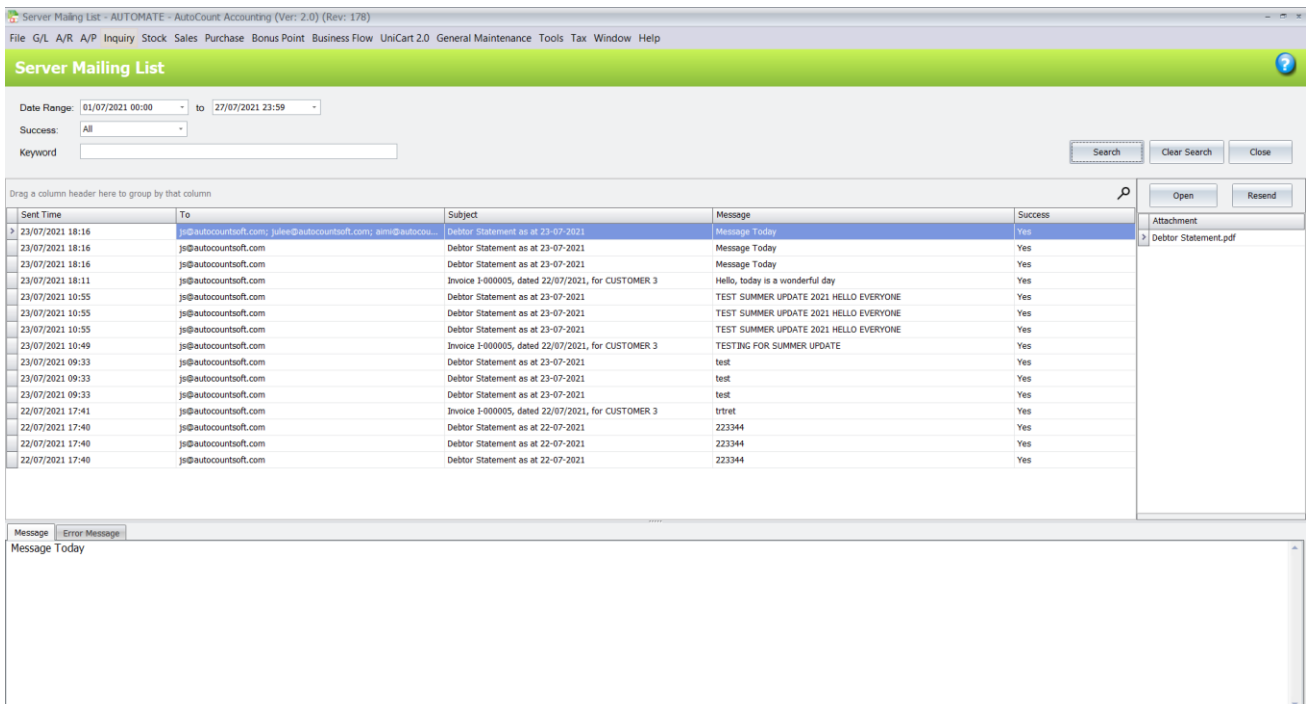 Server Mailing List - AUTOMATE - AutoCount Accounting (Ver: 2.0) (Rev: 178)
File G/L A/R A/P Inquiry Stock Sales Purchase Bonus Point Business Flow UniCart 2.0 General Maintenance Tools Tax Window Help
Server Mailing List
Date Range: 01/07/2021 00:00 to 27/07/2021 23:59
Success: All
Keyword
Search Clear Search Close
Drag a column header here to group by that column
Open Resend
Sent Time To Subject Message Success
Attachment
23/07/2021 18:16 js@autocountsoft.com; julee@autocountsoft.com; aimi@autocou... Debtor Statement as at 23-07-2021 Message Today Yes
Debtor Statement.pdf
23/07/2021 18:16 js@autocountsoft.com Debtor Statement as at 23-07-2021 Message Today Yes
23/07/2021 18:16 js@autocountsoft.com Debtor Statement as at 23-07-2021 Message Today Yes
23/07/2021 18:11 js@autocountsoft.com Invoice I-000005, dated 22/07/2021, for CUSTOMER 3 Hello, today is a wonderful day Yes
23/07/2021 10:55 js@autocountsoft.com Debtor Statement as at 23-07-2021 TEST SUMMER UPDATE 2021 HELLO EVERYONE Yes
23/07/2021 10:55 js@autocountsoft.com Debtor Statement as at 23-07-2021 TEST SUMMER UPDATE 2021 HELLO EVERYONE Yes
23/07/2021 10:55 js@autocountsoft.com Debtor Statement as at 23-07-2021 TEST SUMMER UPDATE 2021 HELLO EVERYONE Yes
23/07/2021 10:49 js@autocountsoft.com Invoice I-000005, dated 22/07/2021, for CUSTOMER 3 TESTING FOR SUMMER UPDATE Yes
23/07/2021 09:33 js@autocountsoft.com Debtor Statement as at 23-07-2021 test Yes
23/07/2021 09:33 js@autocountsoft.com Debtor Statement as at 23-07-2021 test Yes
23/07/2021 09:33 js@autocountsoft.com Debtor Statement as at 23-07-2021 test Yes
22/07/2021 17:41 js@autocountsoft.com Invoice I-000005, dated 22/07/2021, for CUSTOMER 3 trtret Yes
22/07/2021 17:40 js@autocountsoft.com Debtor Statement as at 22-07-2021 223344 Yes
22/07/2021 17:40 js@autocountsoft.com Debtor Statement as at 22-07-2021 223344 Yes
22/07/2021 17:40 js@autocountsoft.com Debtor Statement as at 22-07-2021 223344 Yes
Message Error Message
Message Today